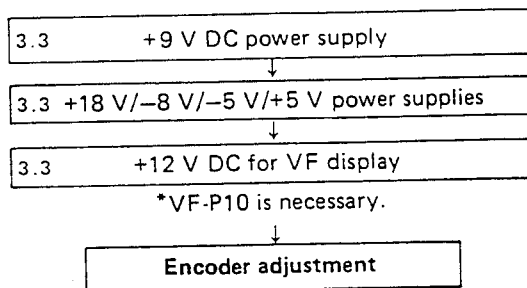 3.3 +9 V DC power supply
↓
3.3 +18 V/−8 V/−5 V/+5 V power supplies
↓
3.3 +12 V DC for VF display
*VF-P10 is necessary.
↓
Encoder adjustment